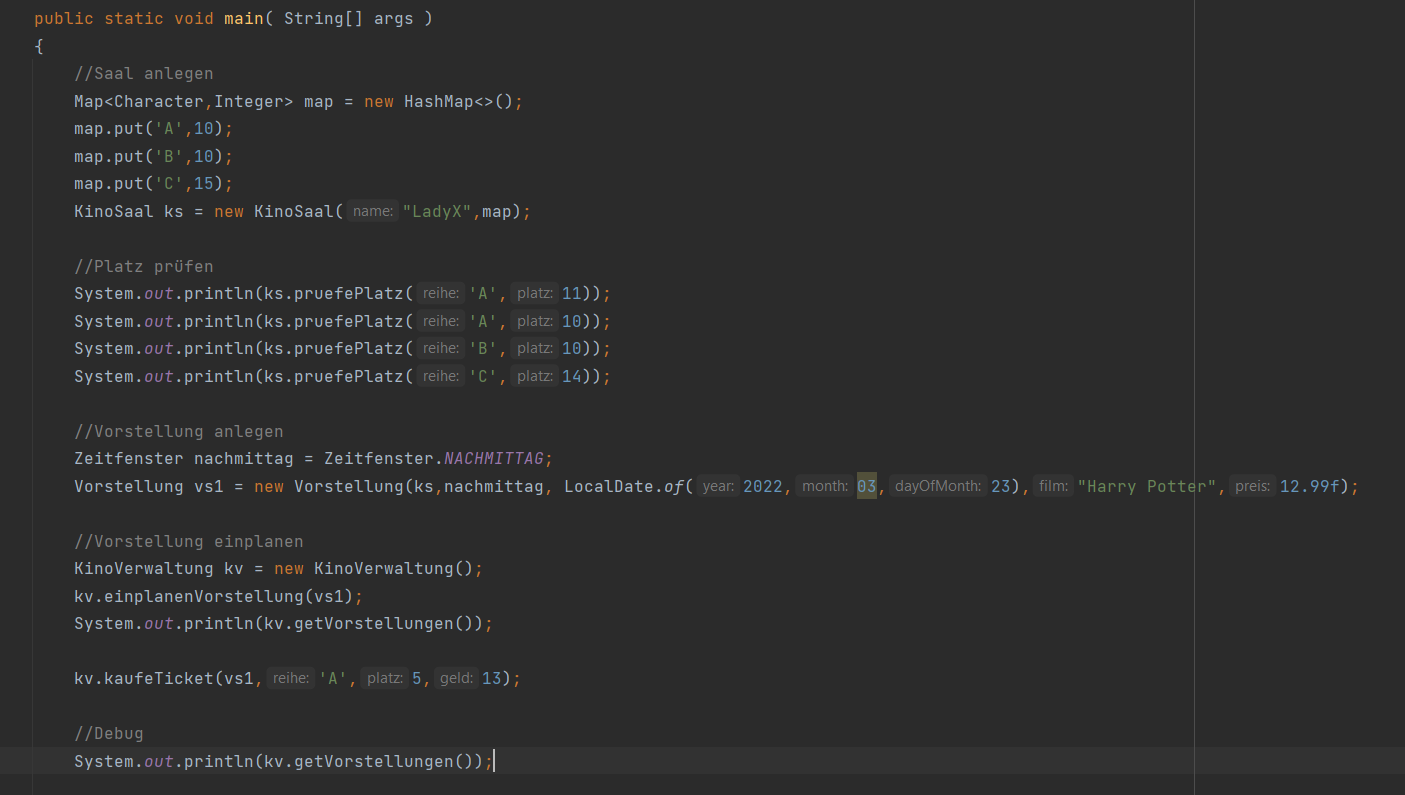 public static void main( String[] args )
{
//Saal anlegen
Map<Character,Integer> map = new HashMap<>();
map.put('A',10);
map.put('B',10);
map.put('C',15);
KinoSaal ks = new KinoSaal( name: "LadyX",map);
//Platz prüfen
System.out.println(ks.pruefePlatz( reihe: 'A', platz: 11));
System.out.println(ks.pruefePlatz( reihe: 'A', platz: 10));
System.out.println(ks.pruefePlatz( reihe: 'B', platz: 10));
System.out.println(ks.pruefePlatz( reihe: 'C', platz: 14));
//Vorstellung anlegen
Zeitfenster nachmittag = Zeitfenster.NACHMITTAG;
Vorstellung vs1 = new Vorstellung(ks,nachmittag, LocalDate.of( year: 2022, month: 03, dayOfMonth: 23), film: "Harry Potter", preis: 12.99f);
//Vorstellung einplanen
KinoVerwaltung kv = new KinoVerwaltung();
kv.einplanenVorstellung(vs1);
System.out.println(kv.getVorstellungen());
kv.kaufeTicket(vs1, reihe: 'A', platz: 5, geld: 13);
//Debug
System.out.println(kv.getVorstellungen());